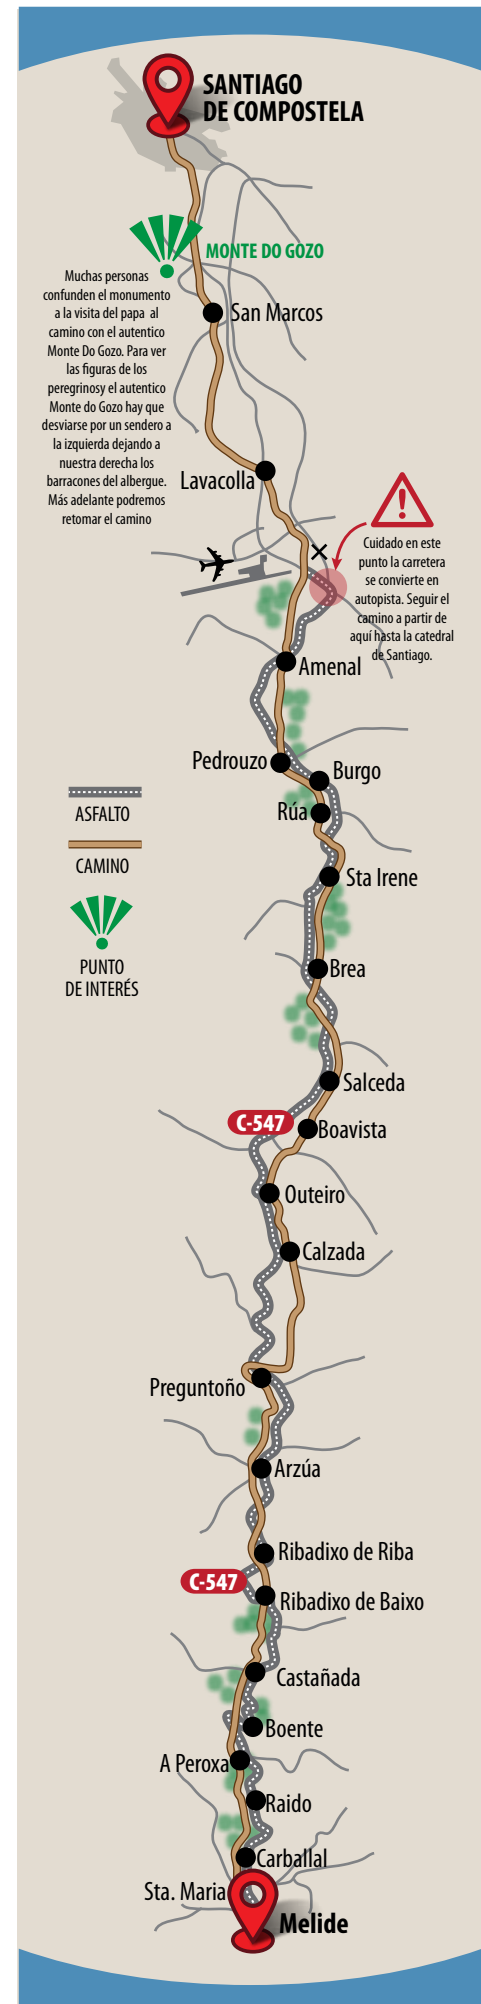 SANTIAGO
DE COMPOSTELA
MONTE DO GOZO
Muchas personas
confunden el monumento
a la visita del papa al
camino con el autentico
Monte Do Gozo. Para ver
las figuras de los
peregrinosy el autentico
Monte do Gozo hay que
desviarse por un sendero a
la izquierda dejando a
nuestra derecha los
barracones del albergue.
Más adelante podremos
retomar el camino
San Marcos
Lavacolla
Cuidado en este
punto la carretera
se convierte en
autopista. Seguir el
camino a partir de
aquí hasta la catedral
de Santiago.
Amenal
Pedrouzo
Burgo
Rúa
ASFALTO
CAMINO
PUNTO
DE INTERÉS
Sta Irene
Brea
Salceda
C-547
Boavista
Outeiro
Calzada
Preguntoño
Arzúa
Ribadixo de Riba
C-547
Ribadixo de Baixo
Castañada
Boente
A Peroxa
Raido
Carballal
Sta. Maria
Melide